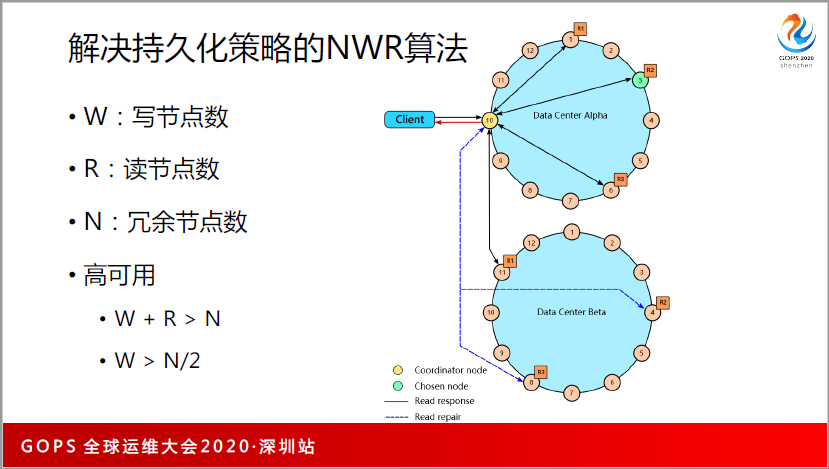 解决持久化策略的NWR算法
GOPS 2020
shenzhen
• W：写节点数
• R：读节点数
• N：冗余节点数
• 高可用
• W + R > N
• W > N/2
Client
Data Center Alpha
1
2
3
4
5
6
7
8
9
10
11
12
R1
R2
R3
Data Center Beta
1
2
3
4
5
6
7
8
9
10
11
12
R1
R2
R3
Coordinator node
Chosen node
Read response
Read repair
GOPS 全球运维大会2020·深圳站